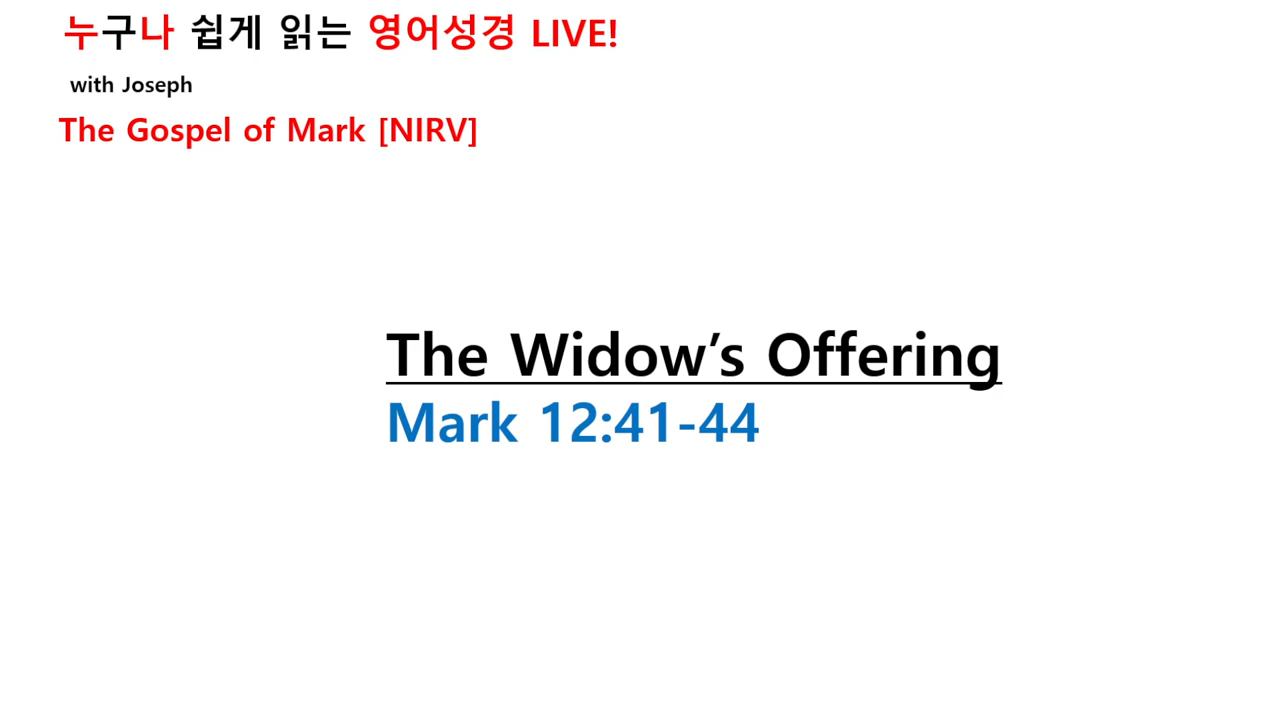 누구나 쉽게 읽는 영어성경 LIVE!
with Joseph
The Gospel of Mark [NIRV]
The Widow’s Offering
Mark 12:41-44